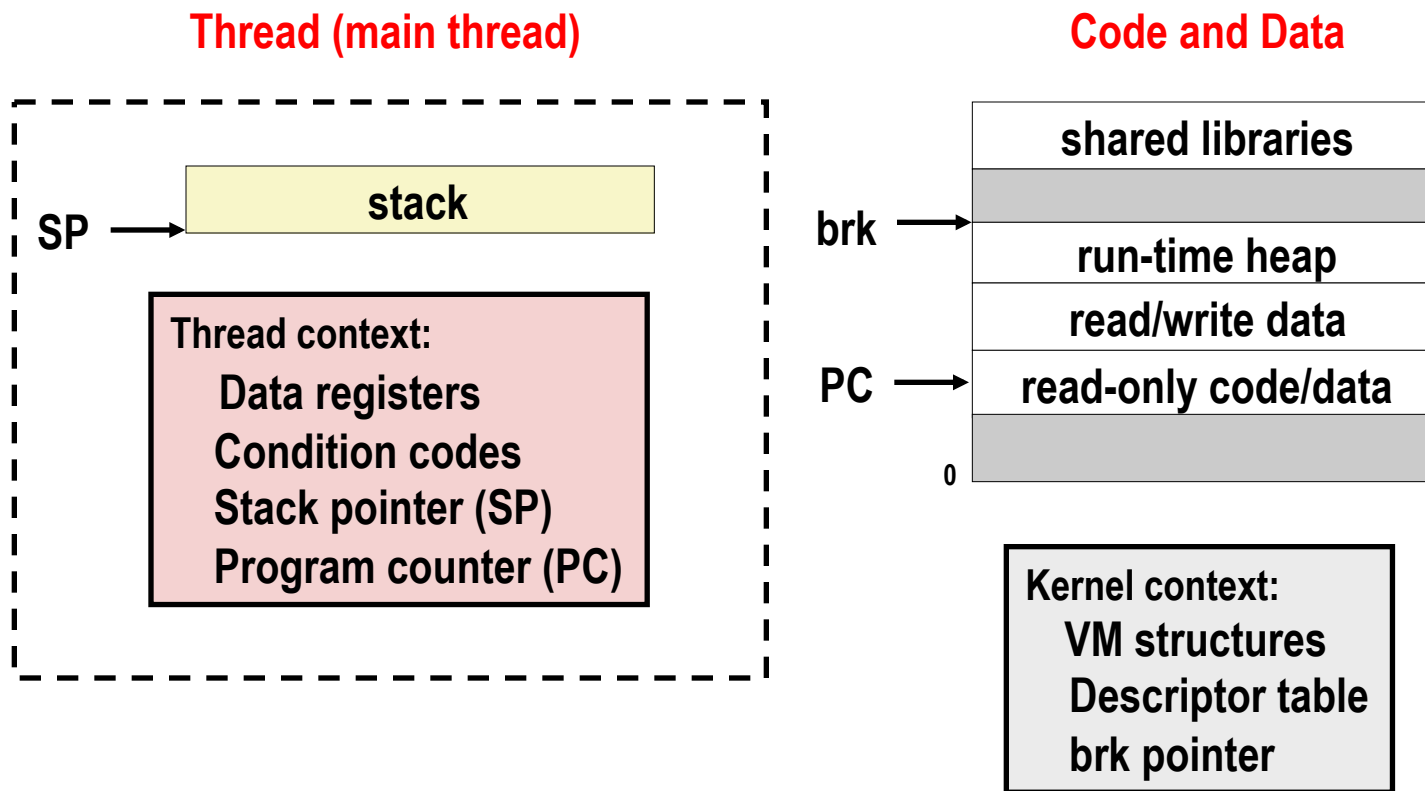 Thread (main thread)
stack
SP
Thread context:
Data registers
Condition codes
Stack pointer (SP)
Program counter (PC)
Code and Data
shared libraries
brk
run-time heap
read/write data
PC
read-only code/data
0
Kernel context:
VM structures
Descriptor table
brk pointer